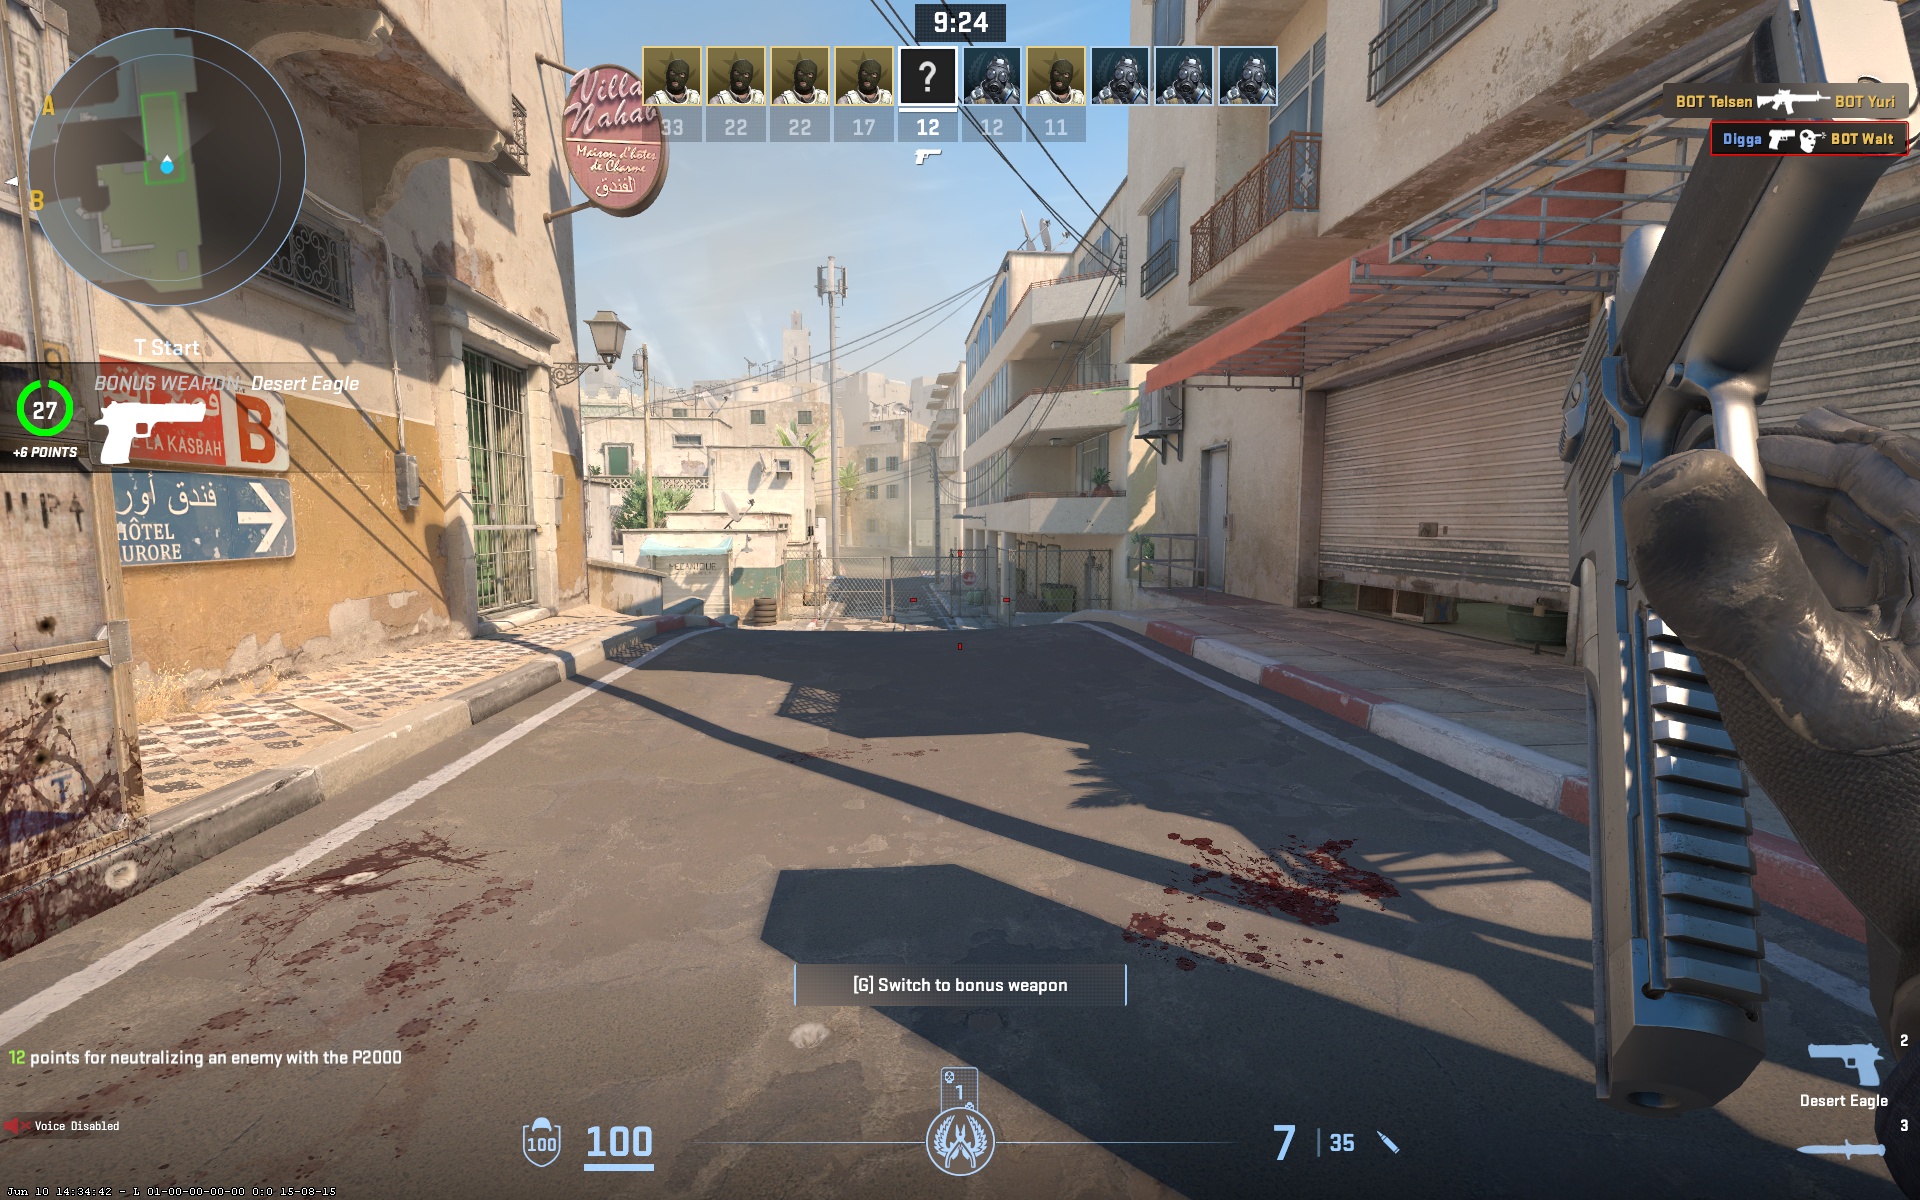 9:24
?
33 22 22 17 12 12 11
BOT Telsen BOT Yuri
Digga BOT Walt
A
B
Villa
Nahab
Maison d'hôtes
de Charme
الفندق
T Start
BONUS WEAPON: Desert Eagle
27
+6 POINTS
LA KASBAH
B
فندق أور
HÔTEL
URORE
MECANIQUE
[G] Switch to bonus weapon
12 points for neutralizing an enemy with the P2000
Voice Disabled
100
100
1
7 | 35
2
Desert Eagle
3
Jun 10 14:34:42 - L 01-00-00-00-00 0:0 15-08-15